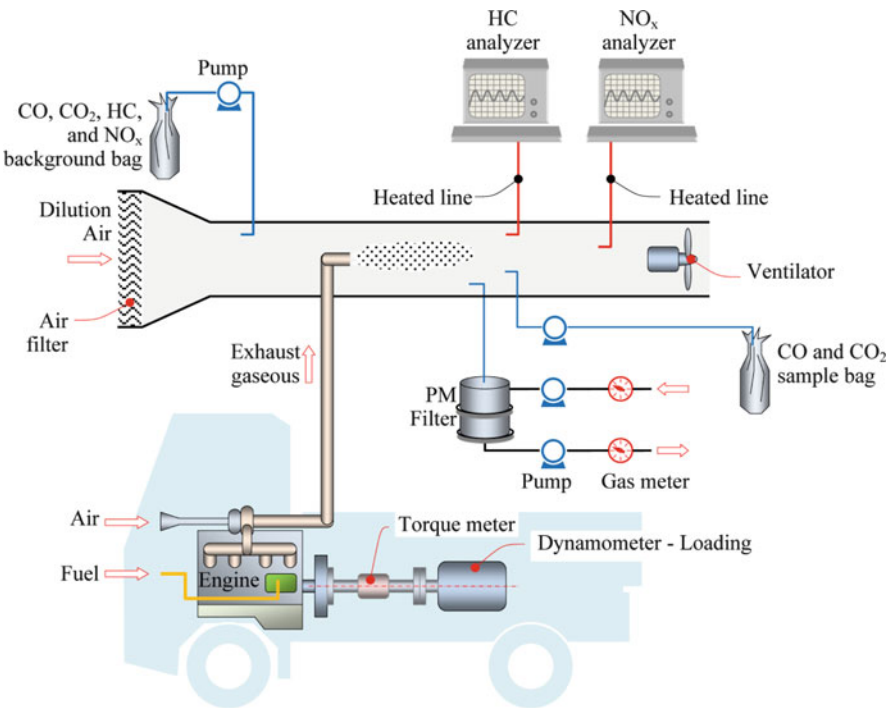 HC
analyzer
NOₓ
analyzer
Pump
CO, CO₂, HC,
and NOₓ
background bag
Heated line
Heated line
Dilution
Air
Ventilator
Air
filter
Exhaust
gaseous
CO and CO₂
sample bag
PM
Filter
Pump
Gas meter
Air
Torque meter
Dynamometer - Loading
Fuel
Engine